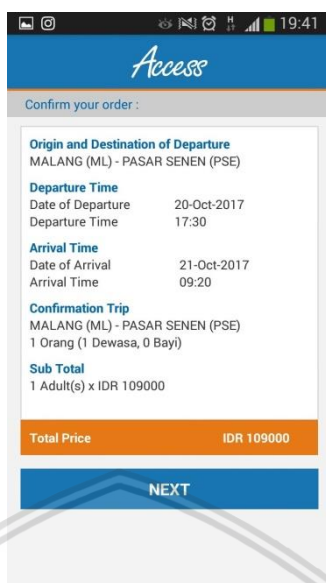 19:41
Access
Confirm your order :
Origin and Destination of Departure
MALANG (ML) - PASAR SENEN (PSE)
Departure Time
Date of Departure 20-Oct-2017
Departure Time 17:30
Arrival Time
Date of Arrival 21-Oct-2017
Arrival Time 09:20
Confirmation Trip
MALANG (ML) - PASAR SENEN (PSE)
1 Orang (1 Dewasa, 0 Bayi)
Sub Total
1 Adult(s) x IDR 109000
Total Price IDR 109000
NEXT